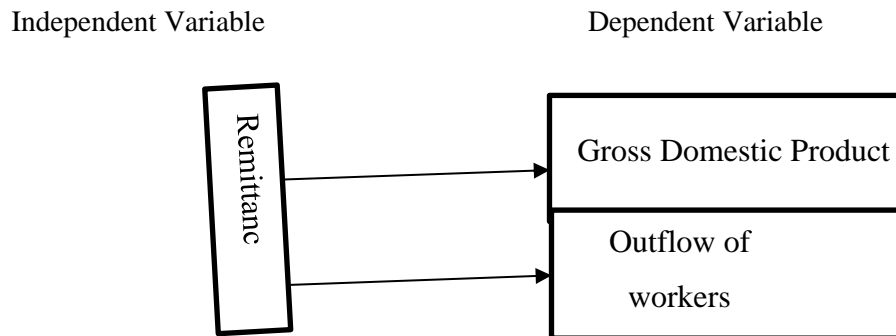 Independent Variable
Dependent Variable
Remittanc
Gross Domestic Product
Outflow of
workers